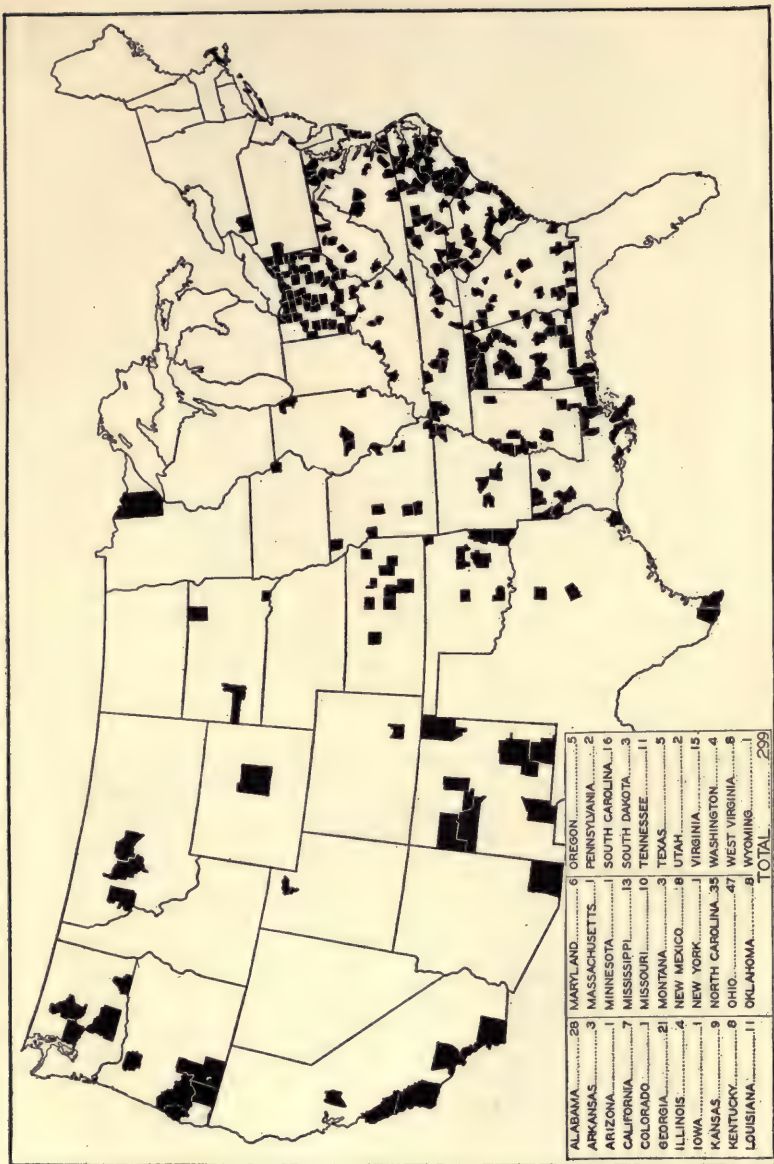 ALABAMA........28
ARKANSAS........3
ARIZONA........1
CALIFORNIA........7
COLORADO........1
GEORGIA........21
ILLINOIS........4
IOWA........1
KANSAS........9
KENTUCKY........8
LOUISIANA........11
MARYLAND........6
MASSACHUSETTS....1
MINNESOTA........1
MISSISSIPPI........13
MISSOURI........10
MONTANA........3
NEW MEXICO........8
NEW YORK........1
NORTH CAROLINA..35
OHIO........47
OKLAHOMA........8
OREGON........5
PENNSYLVANIA........2
SOUTH CAROLINA..16
SOUTH DAKOTA.....3
TENNESSEE........11
TEXAS........5
UTAH........2
VIRGINIA........15
WASHINGTON........4
WEST VIRGINIA........8
WYOMING........1
TOTAL........299